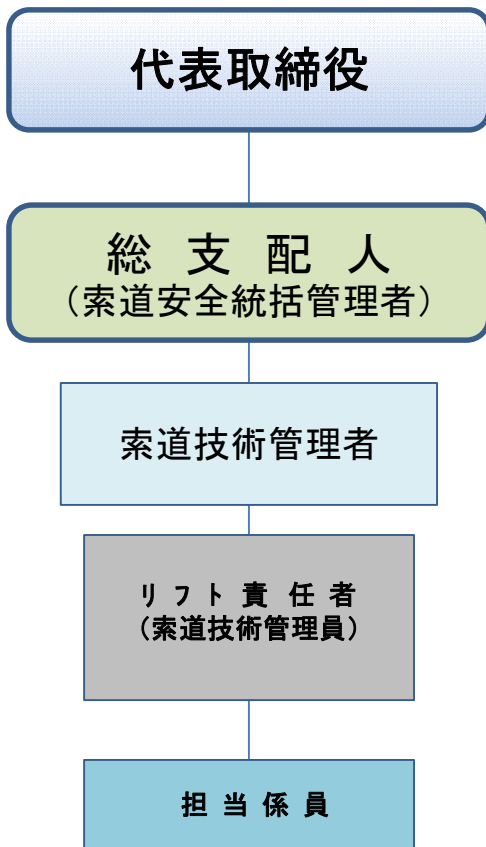 代表取締役
総 支 配 人
（索道安全統括管理者）
索道技術管理者
リ フ ト 責 任 者
（索道技術管理員）
担 当 係 員